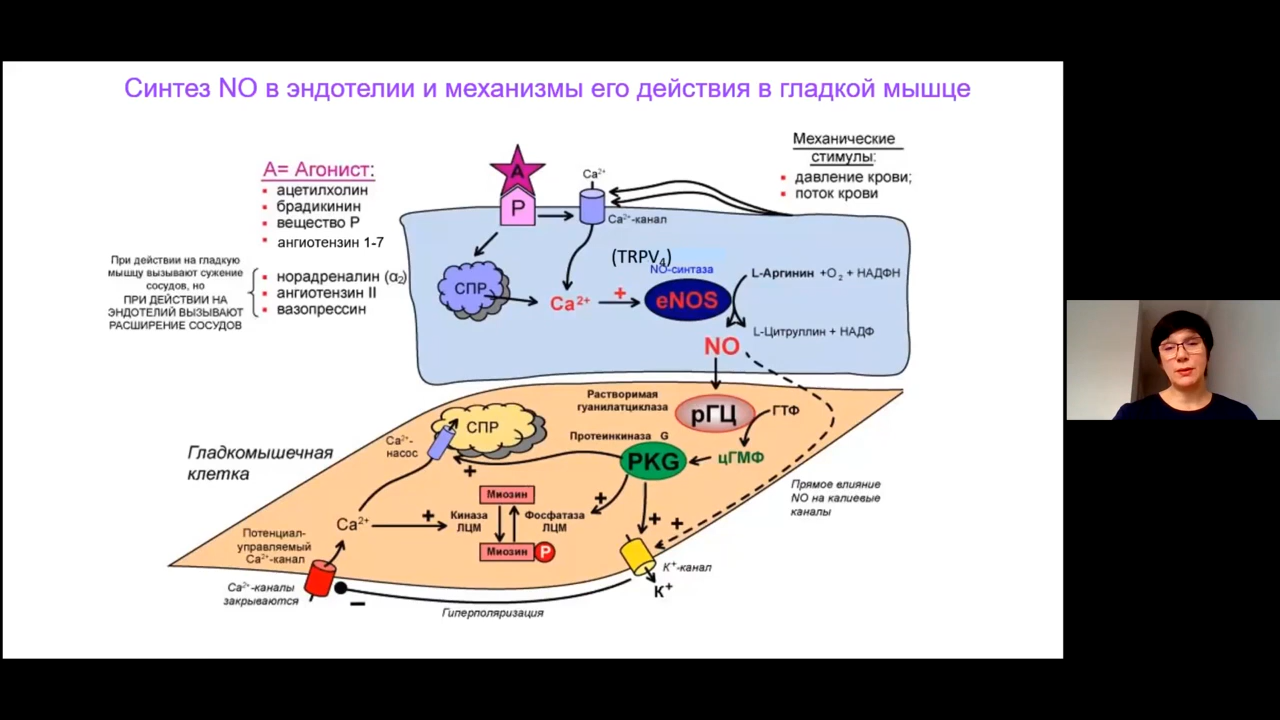 Синтез NO в эндотелии и механизмы его действия в гладкой мышце
Механические
стимулы:
давление крови;
поток крови
А= Агонист:
ацетилхолин
брадикинин
вещество Р
ангиотензин 1-7
норадреналин (α2)
ангиотензин II
вазопрессин
При действии на гладкую
мышцу вызывают сужение
сосудов, но
ПРИ ДЕЙСТВИИ НА
ЭНДОТЕЛИЙ ВЫЗЫВАЮТ
РАСШИРЕНИЕ СОСУДОВ
А
Р
Ca2+
Ca2+-канал
(TRPV4)
NO-синтаза
СПР
Ca2+
+
eNOS
L-Аргинин +O2 + НАДФН
L-Цитруллин + НАДФ
NO
Растворимая
гуанилатциклаза
рГЦ
ГТФ
цГМФ
Протеинкиназа G
PKG
СПР
Ca2+-
насос
+
Гладкомышечная
клетка
Прямое влияние
NO на калиевые
каналы
Миозин
+
Ca2+
+
Киназа
ЛЦМ
Фосфатаза
ЛЦМ
+
+
Миозин
P
Потенциал-
управляемый
Ca2+-канал
K+-канал
K+
Ca2+-каналы
закрываются
–
Гиперполяризация